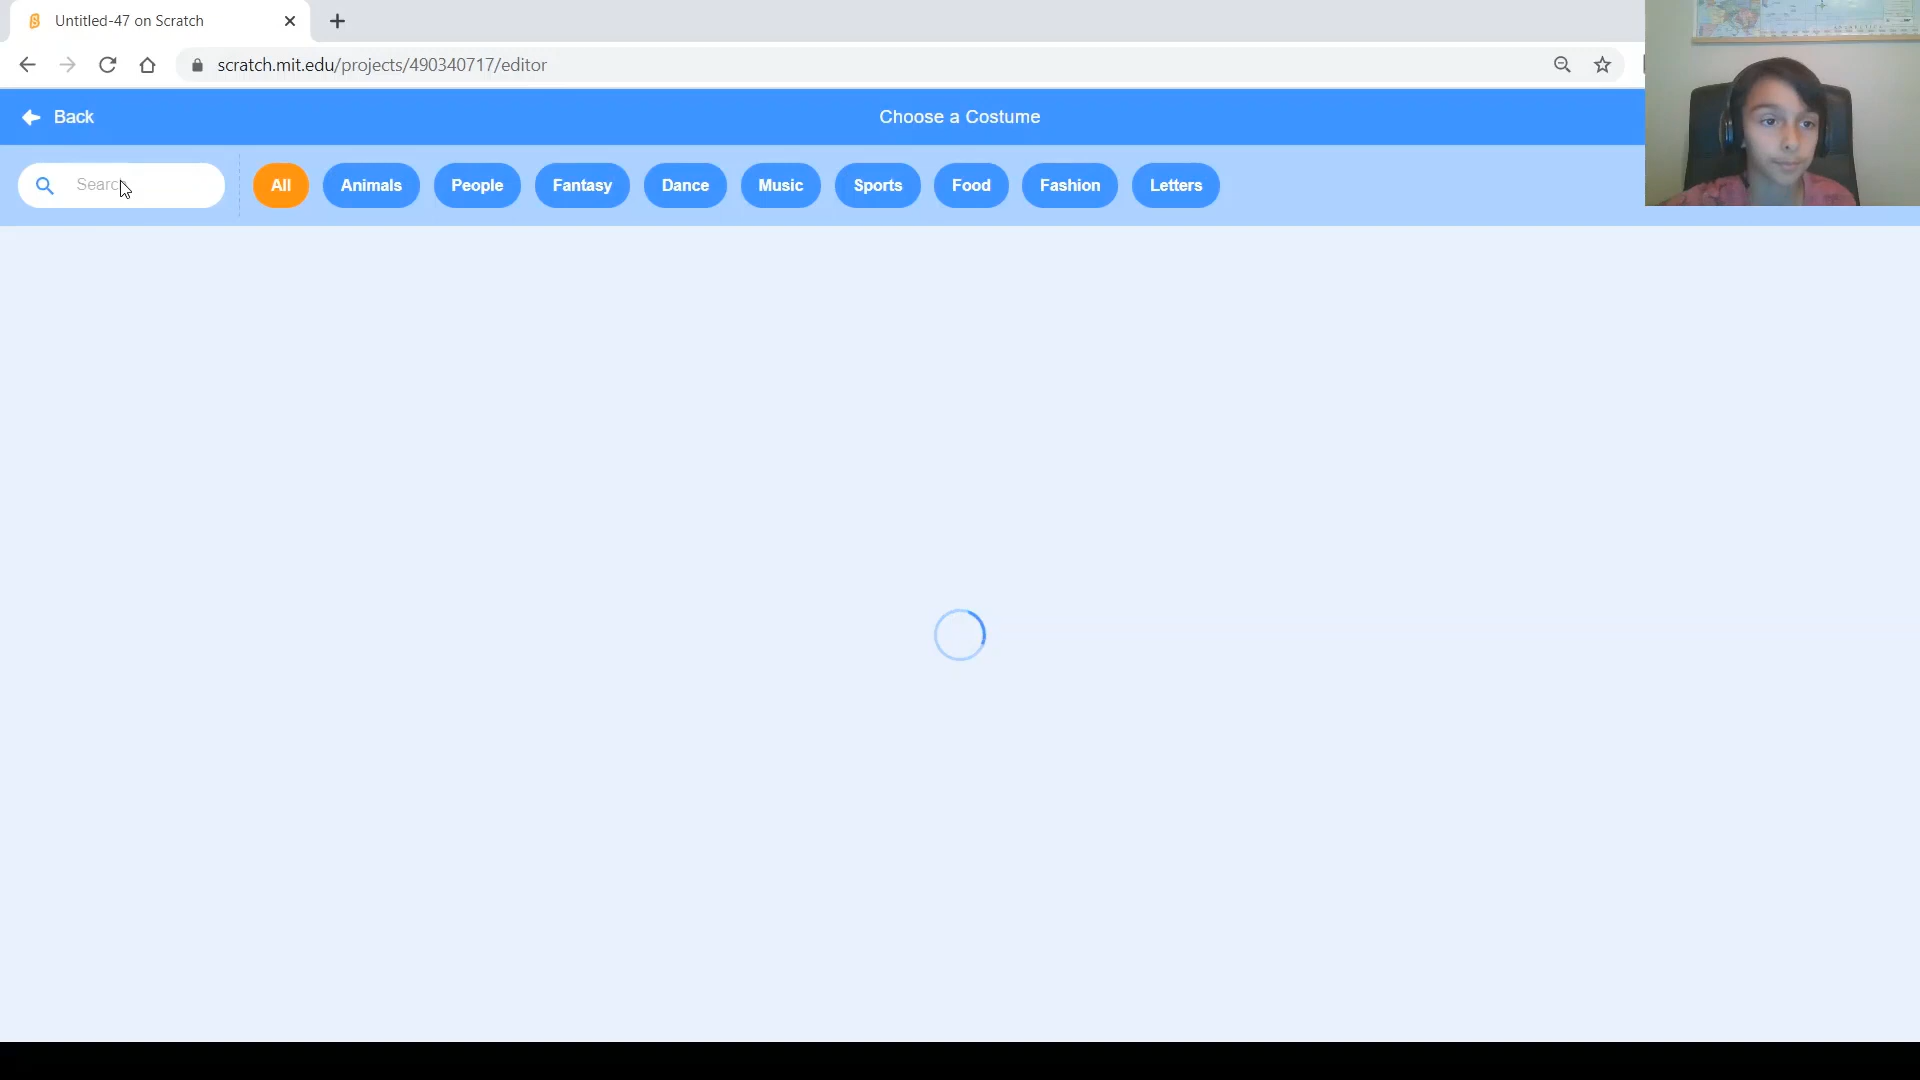 Untitled-47 on Scratch
scratch.mit.edu/projects/490340717/editor
Back
Choose a Costume
Search
All
Animals
People
Fantasy
Dance
Music
Sports
Food
Fashion
Letters